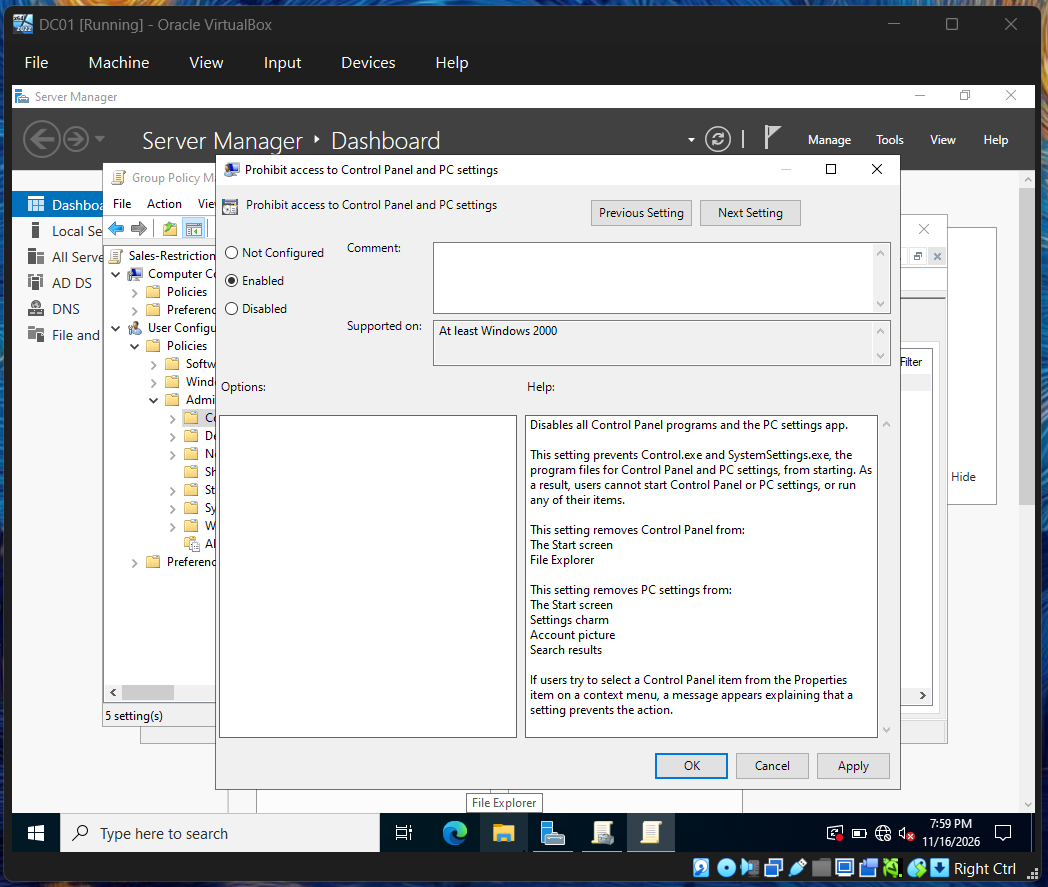 DC01 [Running] - Oracle VirtualBox
File Machine View Input Devices Help
Server Manager
Server Manager Dashboard
Manage Tools View Help
Dashboa
Local Se
All Serve
AD DS
DNS
File and
Group Policy M
File Action Vie
Sales-Restriction
Computer Co
Policies
Preferenc
User Configu
Policies
Softw
Windo
Admi
Co
De
N
Sh
St
Sy
W
Al
Preferenc
5 setting(s)
Prohibit access to Control Panel and PC settings
Prohibit access to Control Panel and PC settings
Previous Setting
Next Setting
Not Configured
Enabled
Disabled
Comment:
Supported on:
At least Windows 2000
Options:
Help:
Disables all Control Panel programs and the PC settings app.
This setting prevents Control.exe and SystemSettings.exe, the
program files for Control Panel and PC settings, from starting. As
a result, users cannot start Control Panel or PC settings, or run
any of their items.
This setting removes Control Panel from:
The Start screen
File Explorer
This setting removes PC settings from:
The Start screen
Settings charm
Account picture
Search results
If users try to select a Control Panel item from the Properties
item on a context menu, a message appears explaining that a
setting prevents the action.
OK
Cancel
Apply
Filter
Hide
File Explorer
Type here to search
7:59 PM
11/16/2026
Right Ctrl